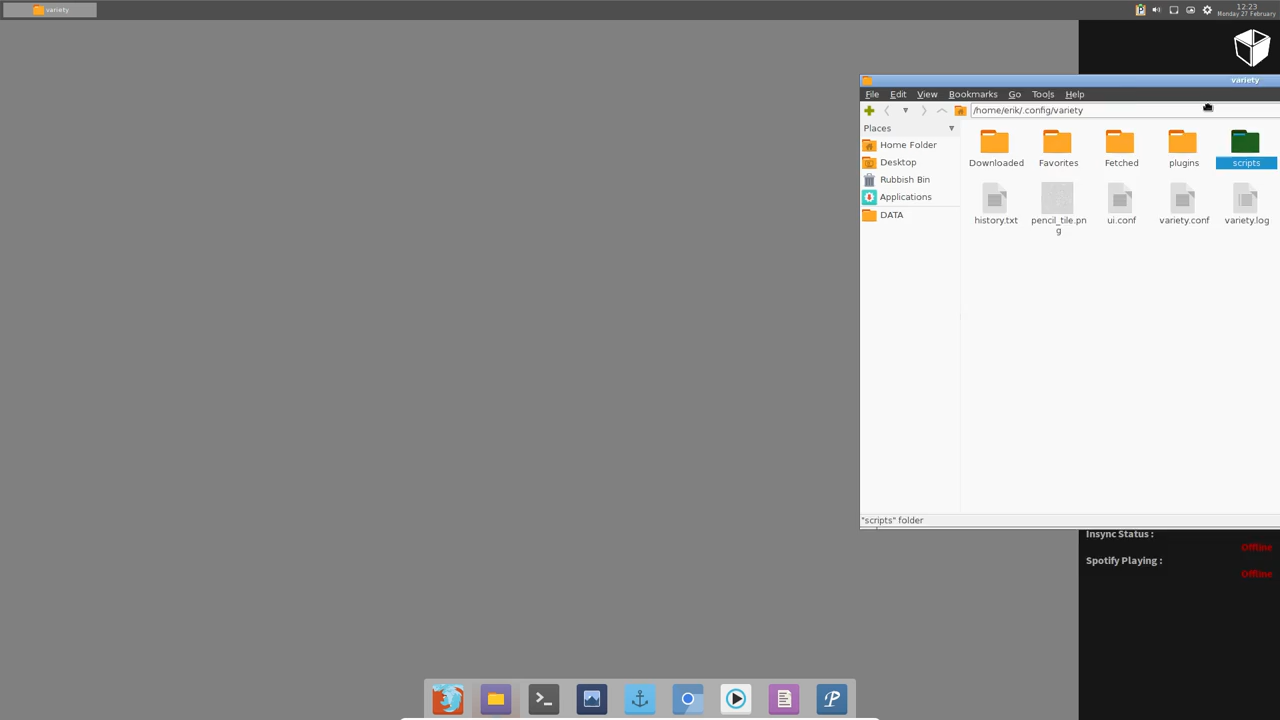 variety
12:23
Monday 27 February
variety
File Edit View Bookmarks Go Tools Help
/home/erik/.config/variety
Places
Home Folder
Desktop
Rubbish Bin
Applications
DATA
Downloaded Favorites Fetched plugins scripts
history.txt pencil_tile.pn ui.conf variety.conf variety.log
g
"scripts" folder
Insync Status :
Offline
Spotify Playing :
Offline